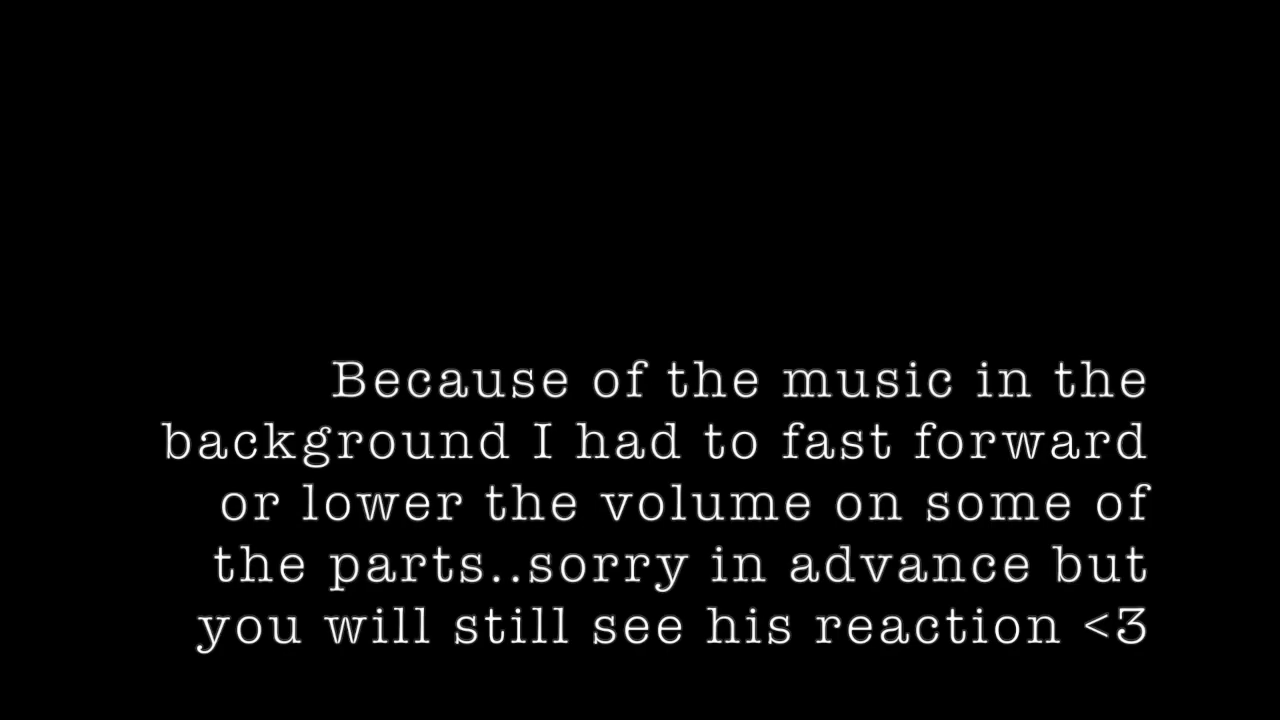 Because of the music in the
background I had to fast forward
or lower the volume on some of
the parts..sorry in advance but
you will still see his reaction <3